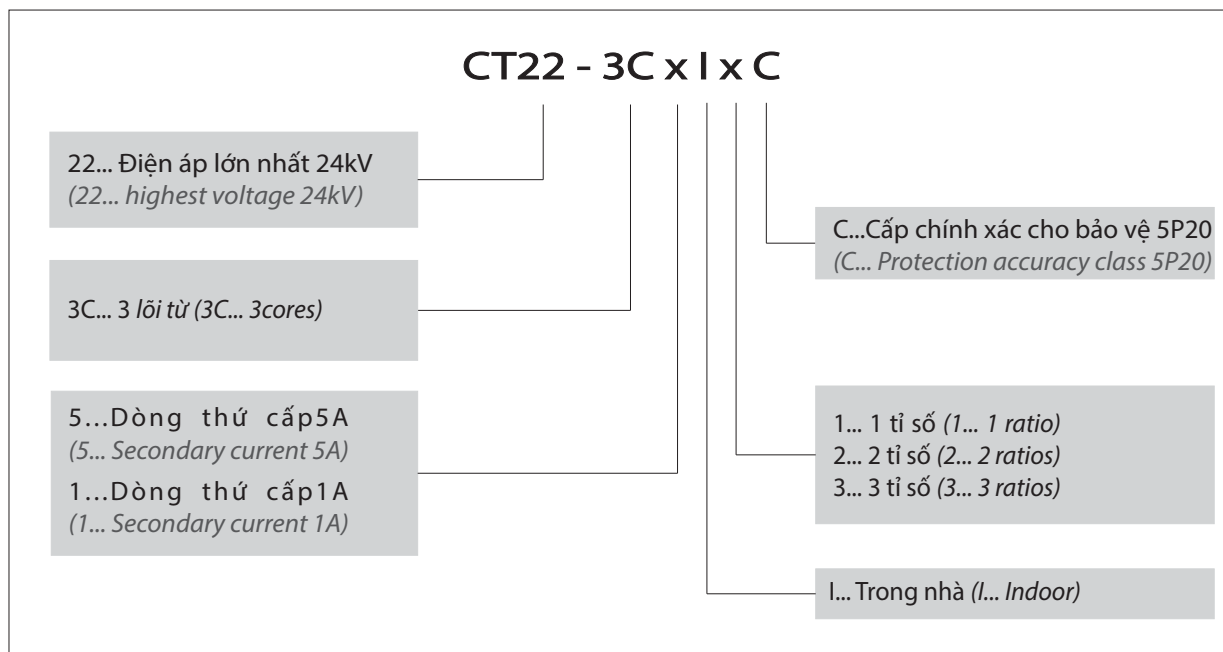 CT22 - 3C x I x C
22... Điện áp lớn nhất 24kV
(22... highest voltage 24kV)
3C... 3 lõi từ (3C... 3cores)
5...Dòng thứ cấp5A
(5... Secondary current 5A)
1...Dòng thứ cấp1A
(1... Secondary current 1A)
C...Cấp chính xác cho bảo vệ 5P20
(C... Protection accuracy class 5P20)
1... 1 tỉ số (1... 1 ratio)
2... 2 tỉ số (2... 2 ratios)
3... 3 tỉ số (3... 3 ratios)
I... Trong nhà (I... Indoor)